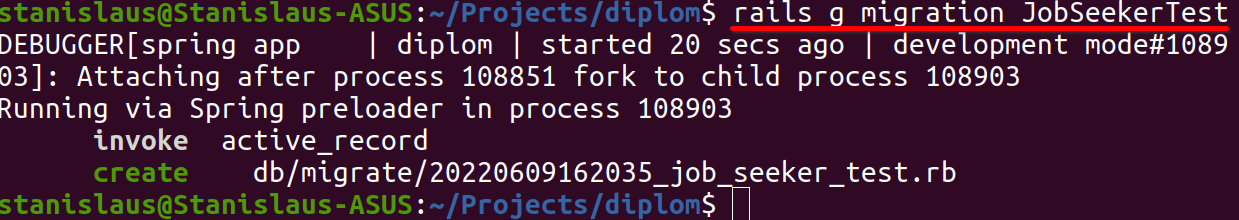 stanislaus@Stanislaus-ASUS:~/Projects/diplom$ rails g migration JobSeekerTest
DEBUGGER[spring app    | diplom | started 20 secs ago | development mode#1089
03]: Attaching after process 108851 fork to child process 108903
Running via Spring preloader in process 108903
      invoke  active_record
      create    db/migrate/20220609162035_job_seeker_test.rb
stanislaus@Stanislaus-ASUS:~/Projects/diplom$